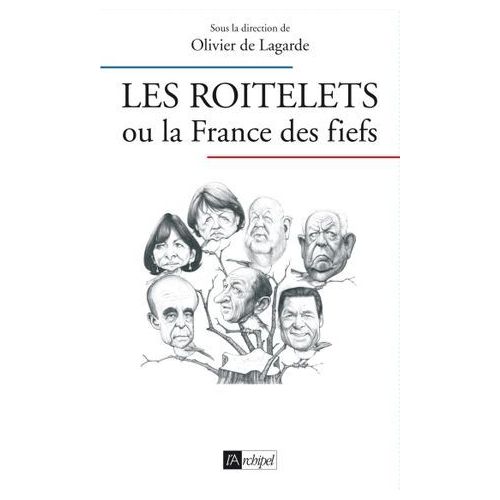 Sous la direction de
Olivier de Lagarde
LES ROITELETS
ou la France des fiefs
l'Archipel